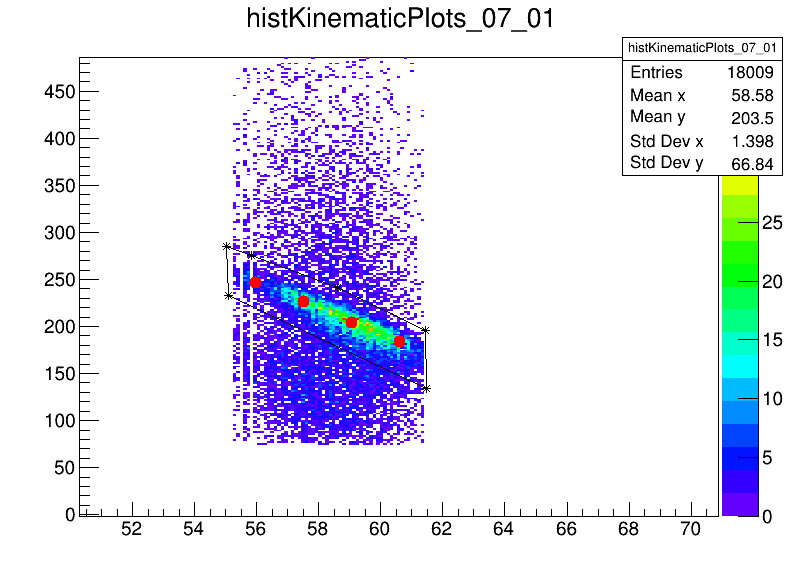 histKinematicPlots_07_01
histKinematicPlots_07_01
Entries 18009
Mean x 58.58
Mean y 203.5
Std Dev x 1.398
Std Dev y 66.84
450
400
350
300
250
200
150
100
50
0
25
20
15
10
5
0
52 54 56 58 60 62 64 66 68 70